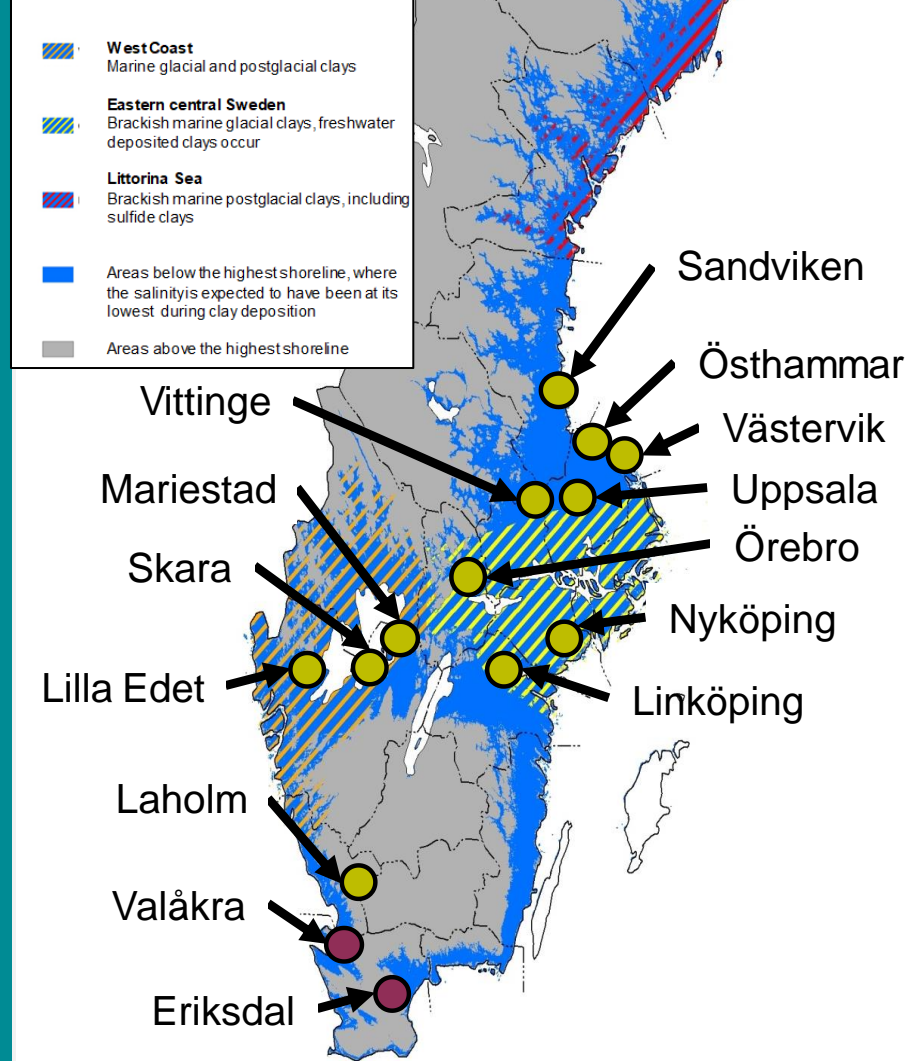 West Coast
Marine glacial and postglacial clays
Eastern central Sweden
Brackish marine glacial clays, freshwater
deposited clays occur
Littorina Sea
Brackish marine postglacial clays, including
sulfide clays
Areas below the highest shoreline, where
the salinity is expected to have been at its
lowest during clay deposition
Areas above the highest shoreline
Sandviken
Östhammar
Vittinge
Västervik
Mariestad
Uppsala
Örebro
Skara
Nyköping
Lilla Edet
Linköping
Laholm
Valåkra
Eriksdal